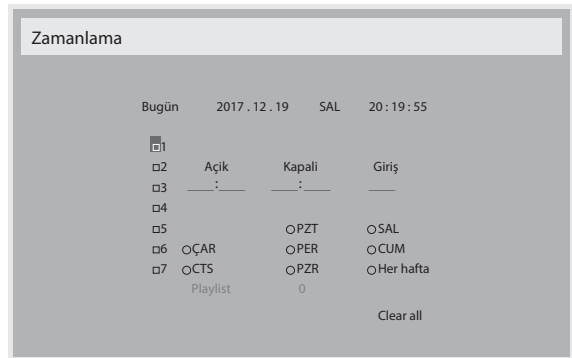 Zamanlama
Bugün 2017 . 12 . 19 SAL 20 : 19 : 55
1
2 Açik Kapali Giriş
3 ____:____ ____:____ ____
4
5 PZT SAL
6 ÇAR PER CUM
7 CTS PZR Her hafta
Playlist 0
Clear all